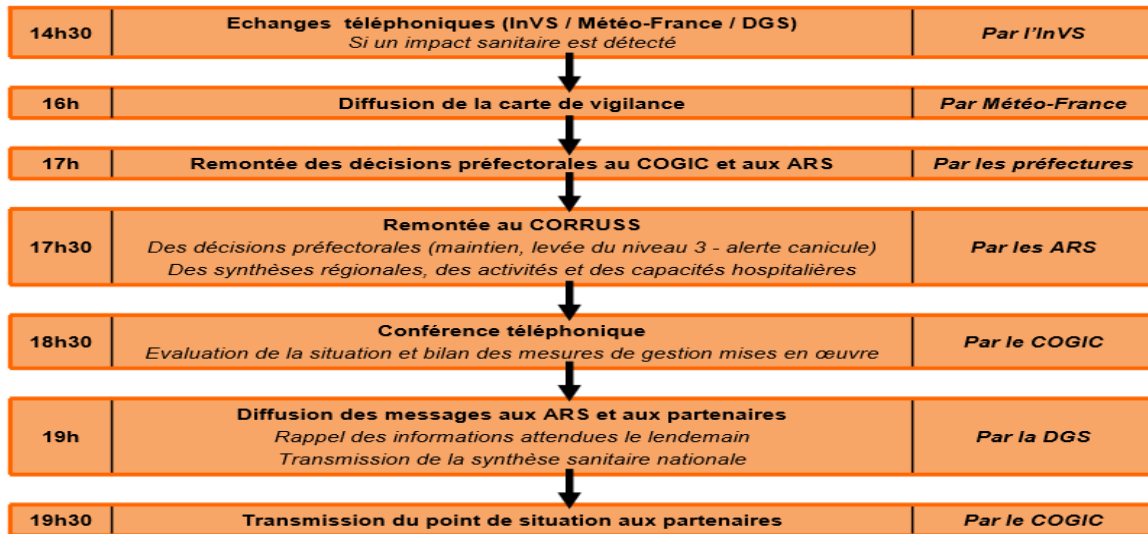 14h30
Echanges téléphoniques (InVS / Météo-France / DGS)
Si un impact sanitaire est détecté
Par l'InVS
16h
Diffusion de la carte de vigilance
Par Météo-France
17h
Remontée des décisions préfectorales au COGIC et aux ARS
Par les préfectures
17h30
Remontée au CORRUSS
Des décisions préfectorales (maintien, levée du niveau 3 - alerte canicule)
Des synthèses régionales, des activités et des capacités hospitalières
Par les ARS
18h30
Conférence téléphonique
Evaluation de la situation et bilan des mesures de gestion mises en œuvre
Par le COGIC
19h
Diffusion des messages aux ARS et aux partenaires
Rappel des informations attendues le lendemain
Transmission de la synthèse sanitaire nationale
Par la DGS
19h30
Transmission du point de situation aux partenaires
Par le COGIC